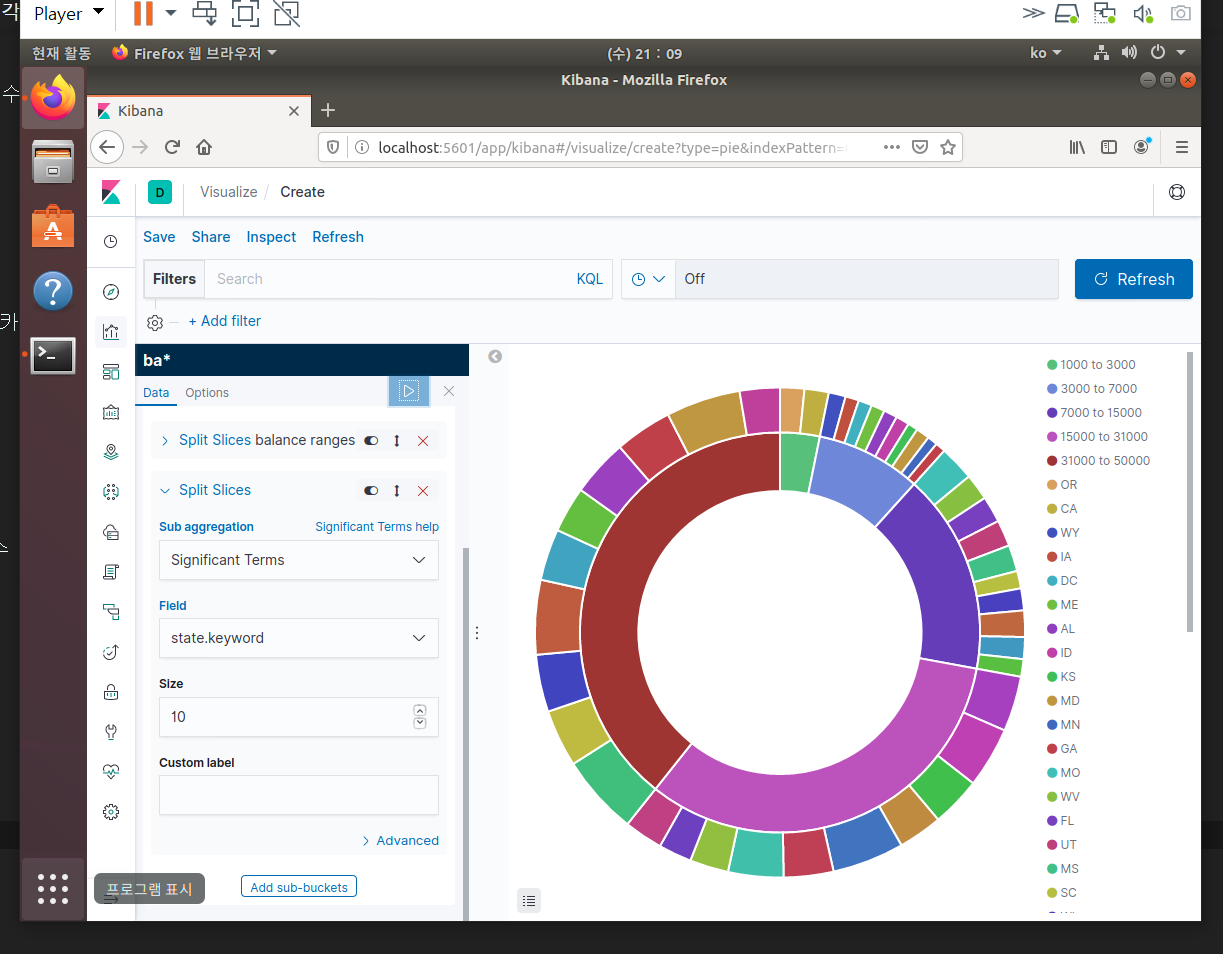 각
Player
현재 활동
Firefox 웹 브라우저
(수) 21 : 09
ko
수
Kibana - Mozilla Firefox
Kibana
localhost:5601/app/kibana#/visualize/create?type=pie&indexPattern=
D
Visualize / Create
Save Share Inspect Refresh
Filters Search KQL Off Refresh
+ Add filter
카
ba*
Data Options
Split Slices balance ranges
Split Slices
Sub aggregation Significant Terms help
Significant Terms
Field
state.keyword
Size
10
Custom label
Advanced
Add sub-buckets
프로그램 표시
1000 to 3000
3000 to 7000
7000 to 15000
15000 to 31000
31000 to 50000
OR
CA
WY
IA
DC
ME
AL
ID
KS
MD
MN
GA
MO
WV
FL
UT
MS
SC